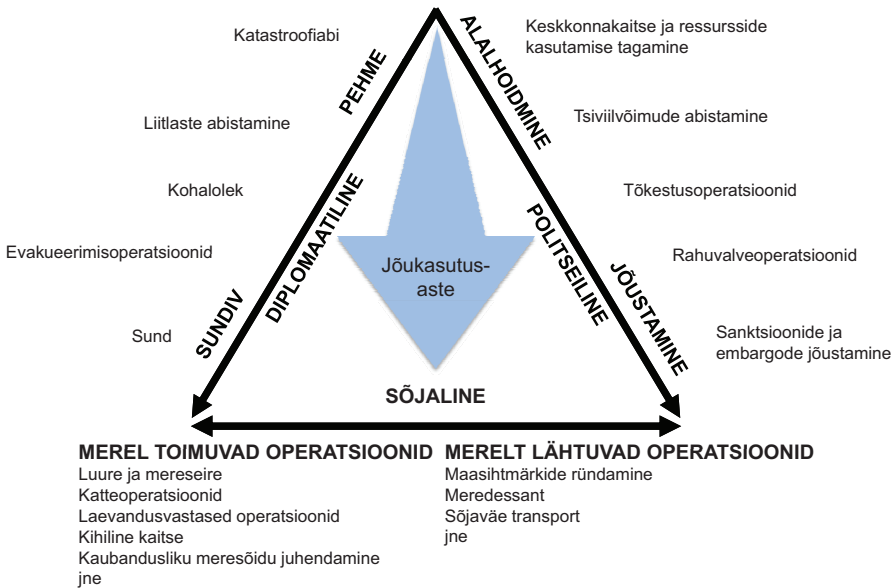 Katastroofiabi
Liitlaste abistamine
Kohalolek
Evakueerimisoperatsioonid
Sund
PEHME
DIPLOMAATILINE
SUNDIV
Jõukasutus-
aste
ALALHOIDMINE
POLITSEILINE
JÕUSTAMINE
Keskkonnakaitse ja ressursside
kasutamise tagamine
Tsiviilvõimude abistamine
Tõkestusoperatsioonid
Rahuvalveoperatsioonid
Sanktsioonide ja
embargode jõustamine
SÕJALINE
MEREL TOIMUVAD OPERATSIOONID
Luure ja mereseire
Katteoperatsioonid
Laevandusvastased operatsioonid
Kihiline kaitse
Kaubandusliku meresõidu juhendamine
jne
MERELT LÄHTUVAD OPERATSIOONID
Maasihtmärkide ründamine
Meredessant
Sõjaväe transport
jne